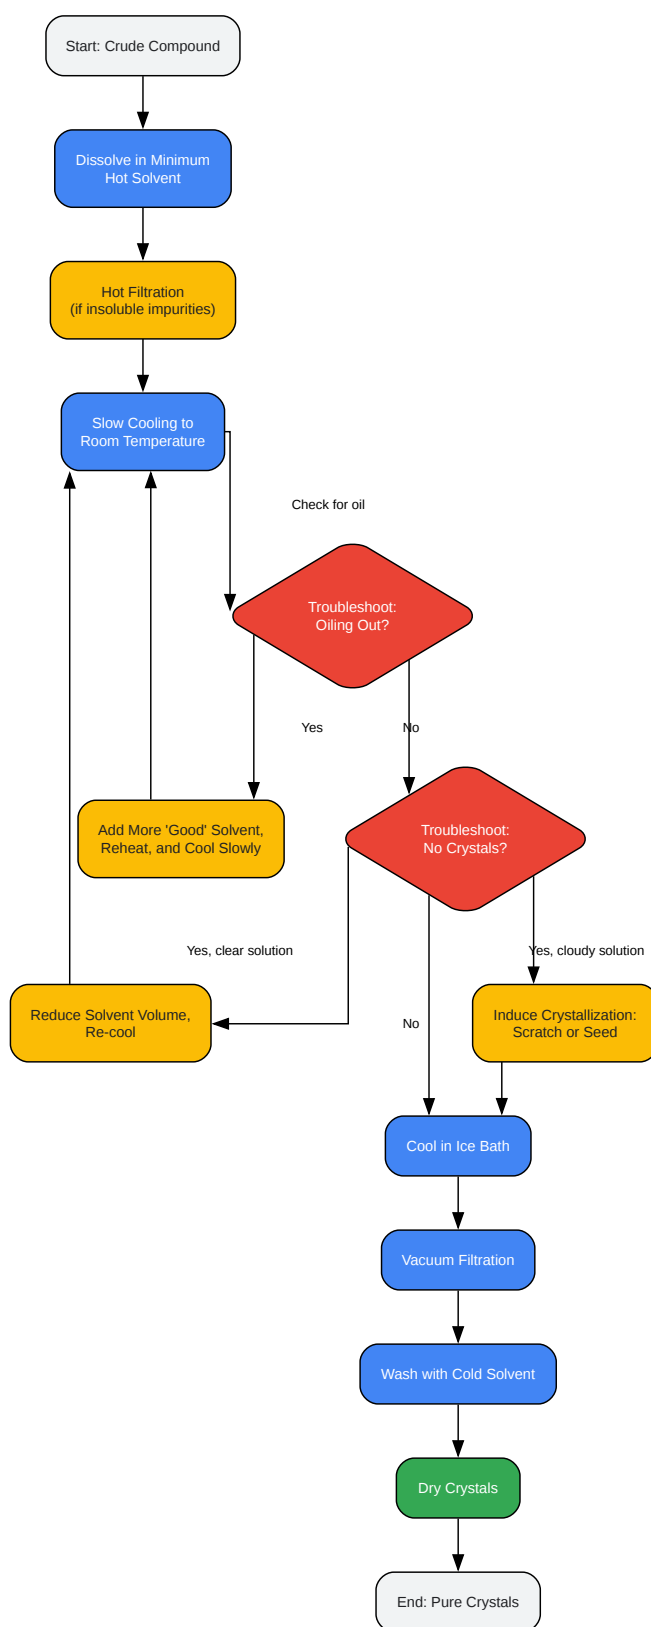 Start: Crude Compound
Dissolve in Minimum
Hot Solvent
Hot Filtration
(if insoluble impurities)
Slow Cooling to
Room Temperature
Check for oil
Troubleshoot:
Oiling Out?
Yes
No
Add More 'Good' Solvent,
Reheat, and Cool Slowly
Troubleshoot:
No Crystals?
Yes, clear solution
Yes, cloudy solution
Reduce Solvent Volume,
Re-cool
No
Induce Crystallization:
Scratch or Seed
Cool in Ice Bath
Vacuum Filtration
Wash with Cold Solvent
Dry Crystals
End: Pure Crystals